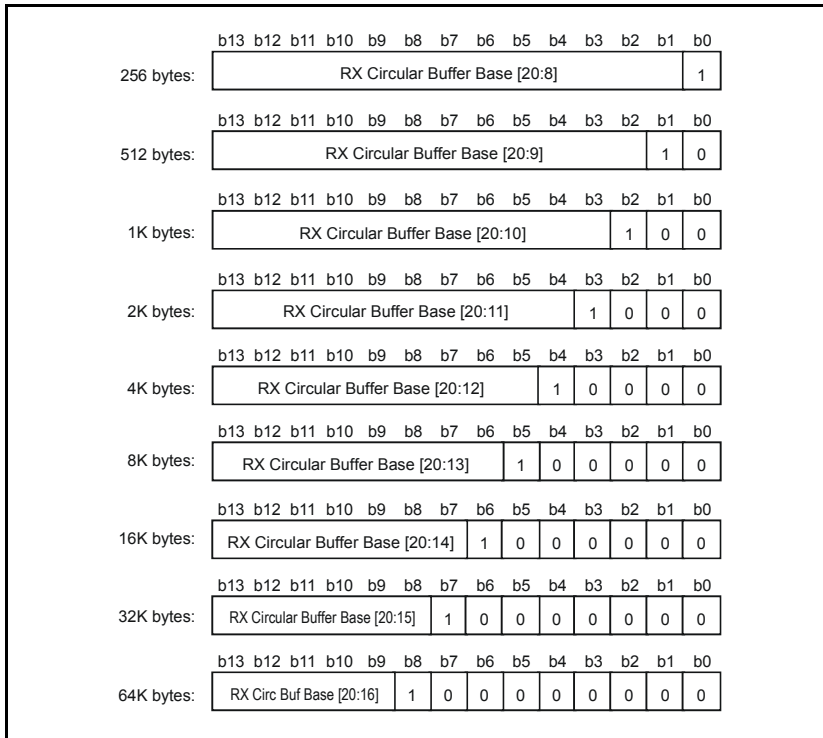 b13 b12 b11 b10 b9 b8 b7 b6 b5 b4 b3 b2 b1 b0
256 bytes: RX Circular Buffer Base [20:8] 1
b13 b12 b11 b10 b9 b8 b7 b6 b5 b4 b3 b2 b1 b0
512 bytes: RX Circular Buffer Base [20:9] 1 0
b13 b12 b11 b10 b9 b8 b7 b6 b5 b4 b3 b2 b1 b0
1K bytes: RX Circular Buffer Base [20:10] 1 0 0
b13 b12 b11 b10 b9 b8 b7 b6 b5 b4 b3 b2 b1 b0
2K bytes: RX Circular Buffer Base [20:11] 1 0 0 0
b13 b12 b11 b10 b9 b8 b7 b6 b5 b4 b3 b2 b1 b0
4K bytes: RX Circular Buffer Base [20:12] 1 0 0 0 0
b13 b12 b11 b10 b9 b8 b7 b6 b5 b4 b3 b2 b1 b0
8K bytes: RX Circular Buffer Base [20:13] 1 0 0 0 0 0
b13 b12 b11 b10 b9 b8 b7 b6 b5 b4 b3 b2 b1 b0
16K bytes: RX Circular Buffer Base [20:14] 1 0 0 0 0 0 0
b13 b12 b11 b10 b9 b8 b7 b6 b5 b4 b3 b2 b1 b0
32K bytes: RX Circular Buffer Base [20:15] 1 0 0 0 0 0 0 0
b13 b12 b11 b10 b9 b8 b7 b6 b5 b4 b3 b2 b1 b0
64K bytes: RX Circ Buf Base [20:16] 1 0 0 0 0 0 0 0 0